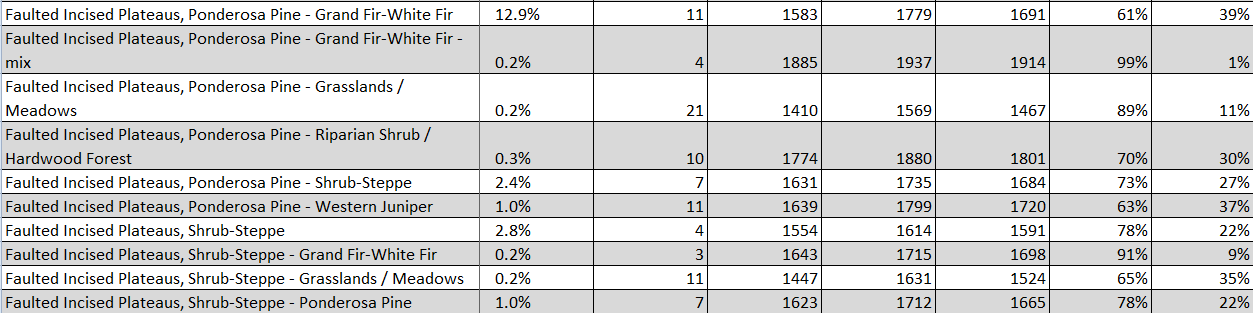 Faulted Incised Plateaus, Ponderosa Pine - Grand Fir-White Fir 12.9% 11 1583 1779 1691 61% 39%
Faulted Incised Plateaus, Ponderosa Pine - Grand Fir-White Fir -
mix 0.2% 4 1885 1937 1914 99% 1%
Faulted Incised Plateaus, Ponderosa Pine - Grasslands /
Meadows 0.2% 21 1410 1569 1467 89% 11%
Faulted Incised Plateaus, Ponderosa Pine - Riparian Shrub /
Hardwood Forest 0.3% 10 1774 1880 1801 70% 30%
Faulted Incised Plateaus, Ponderosa Pine - Shrub-Steppe 2.4% 7 1631 1735 1684 73% 27%
Faulted Incised Plateaus, Ponderosa Pine - Western Juniper 1.0% 11 1639 1799 1720 63% 37%
Faulted Incised Plateaus, Shrub-Steppe 2.8% 4 1554 1614 1591 78% 22%
Faulted Incised Plateaus, Shrub-Steppe - Grand Fir-White Fir 0.2% 3 1643 1715 1698 91% 9%
Faulted Incised Plateaus, Shrub-Steppe - Grasslands / Meadows 0.2% 11 1447 1631 1524 65% 35%
Faulted Incised Plateaus, Shrub-Steppe - Ponderosa Pine 1.0% 7 1623 1712 1665 78% 22%